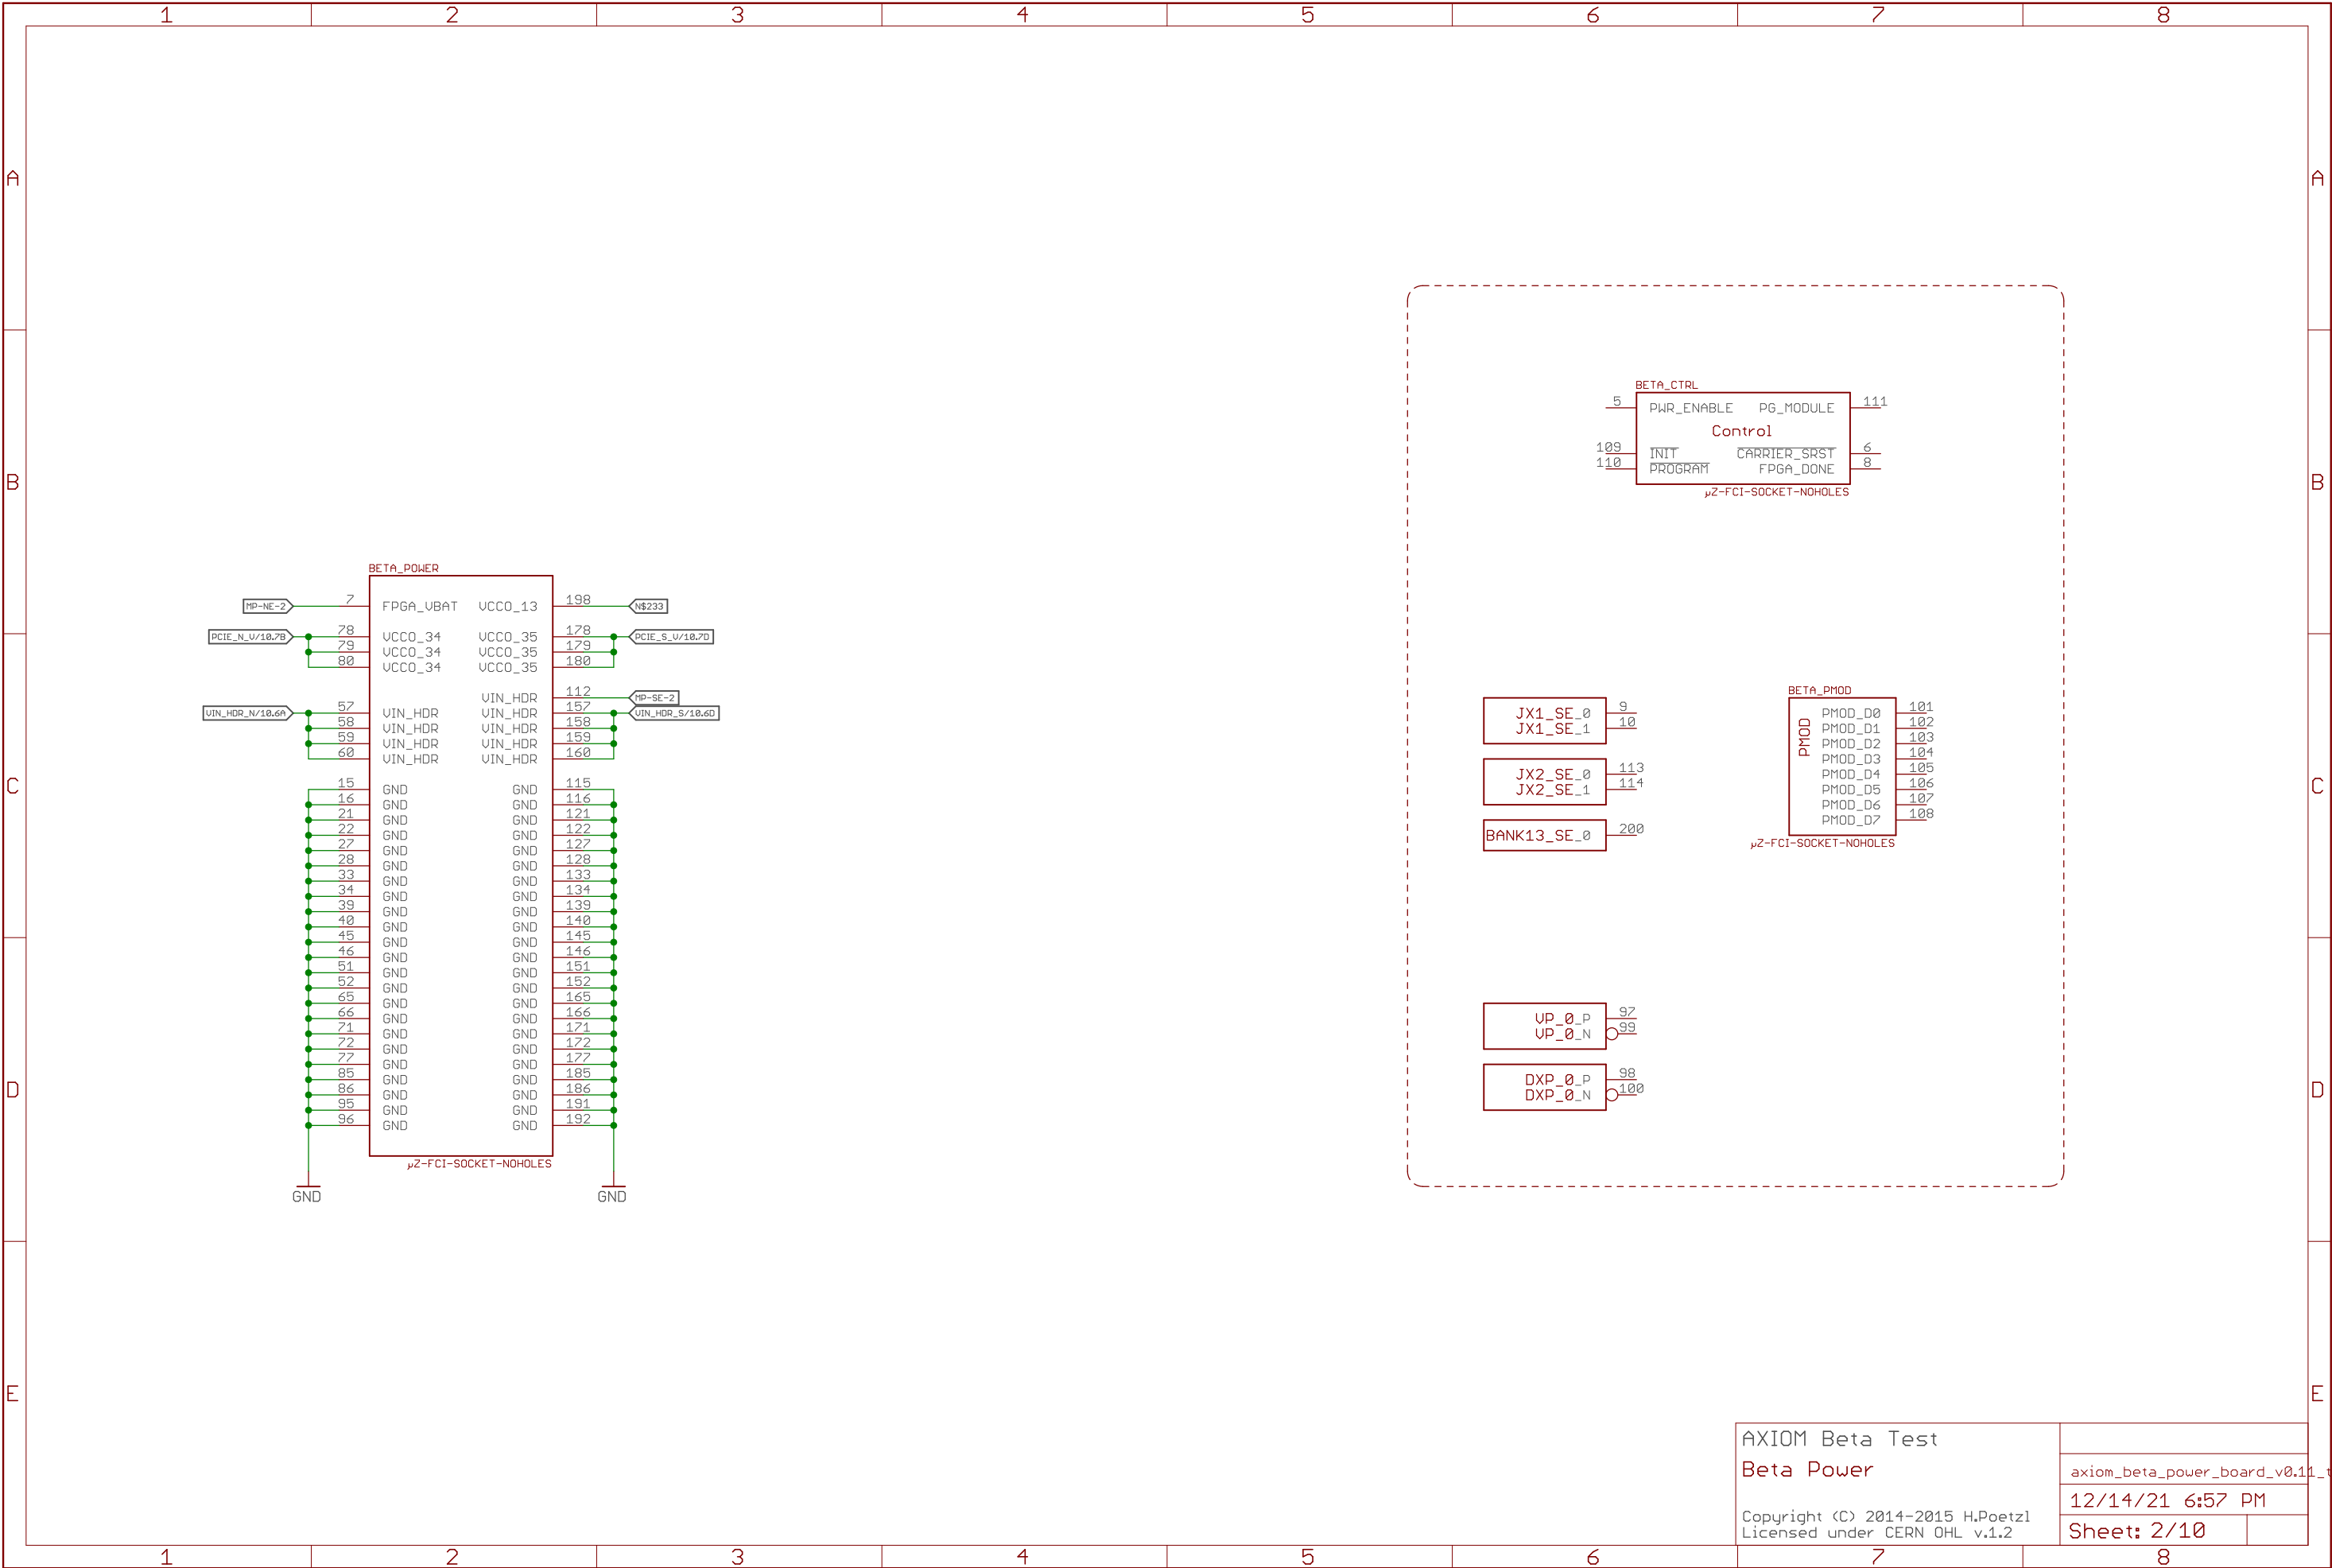 1 2 3 4 5 6 7 8
A A
B B
C C
D D
E E
BETA_POWER
MP-NE-2 7 FPGA_VBAT VCCO_13 198 N$233
PCIE_N_V/10.7B 78 VCCO_34 VCCO_35 178 PCIE_S_V/10.7D
79 VCCO_34 VCCO_35 179
80 VCCO_34 VCCO_35 180
VIN_HDR 112 MP-SE-2
VIN_HDR_N/10.6A 57 VIN_HDR VIN_HDR 157 VIN_HDR_S/10.6D
58 VIN_HDR VIN_HDR 158
59 VIN_HDR VIN_HDR 159
60 VIN_HDR VIN_HDR 160
15 GND GND 115
16 GND GND 116
21 GND GND 121
22 GND GND 122
27 GND GND 127
28 GND GND 128
33 GND GND 133
34 GND GND 134
39 GND GND 139
40 GND GND 140
45 GND GND 145
46 GND GND 146
51 GND GND 151
52 GND GND 152
65 GND GND 165
66 GND GND 166
71 GND GND 171
72 GND GND 172
77 GND GND 177
85 GND GND 185
86 GND GND 186
95 GND GND 191
96 GND GND 192
µZ-FCI-SOCKET-NOHOLES
GND GND
BETA_CTRL
5 PWR_ENABLE PG_MODULE 111
Control
109 INIT CARRIER_SRST 6
110 PROGRAM FPGA_DONE 8
µZ-FCI-SOCKET-NOHOLES
JX1_SE_0 9
JX1_SE_1 10
JX2_SE_0 113
JX2_SE_1 114
BANK13_SE_0 200
BETA_PMOD
PMOD
PMOD_D0 101
PMOD_D1 102
PMOD_D2 103
PMOD_D3 104
PMOD_D4 105
PMOD_D5 106
PMOD_D6 107
PMOD_D7 108
µZ-FCI-SOCKET-NOHOLES
VP_0_P 97
VP_0_N 99
DXP_0_P 98
DXP_0_N 100
AXIOM Beta Test
Beta Power
Copyright (C) 2014-2015 H.Poetzl
Licensed under CERN OHL v.1.2
axiom_beta_power_board_v0.11_t
12/14/21 6:57 PM
Sheet: 2/10
1 2 3 4 5 6 7 8